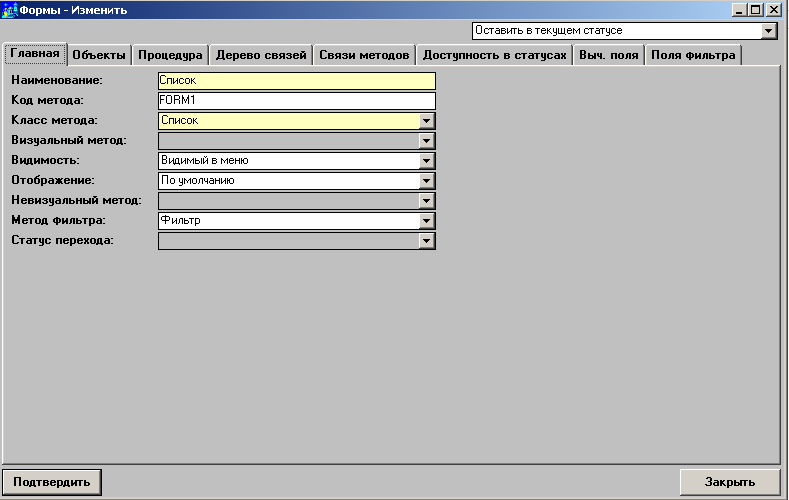 Формы - Изменить
Оставить в текущем статусе
Главная Объекты Процедура Дерево связей Связи методов Доступность в статусах Выч. поля Поля фильтра
Наименование: Список
Код метода: FORM1
Класс метода: Список
Визуальный метод:
Видимость: Видимый в меню
Отображение: По умолчанию
Невизуальный метод:
Метод фильтра: Фильтр
Статус перехода:
Подтвердить Закрыть